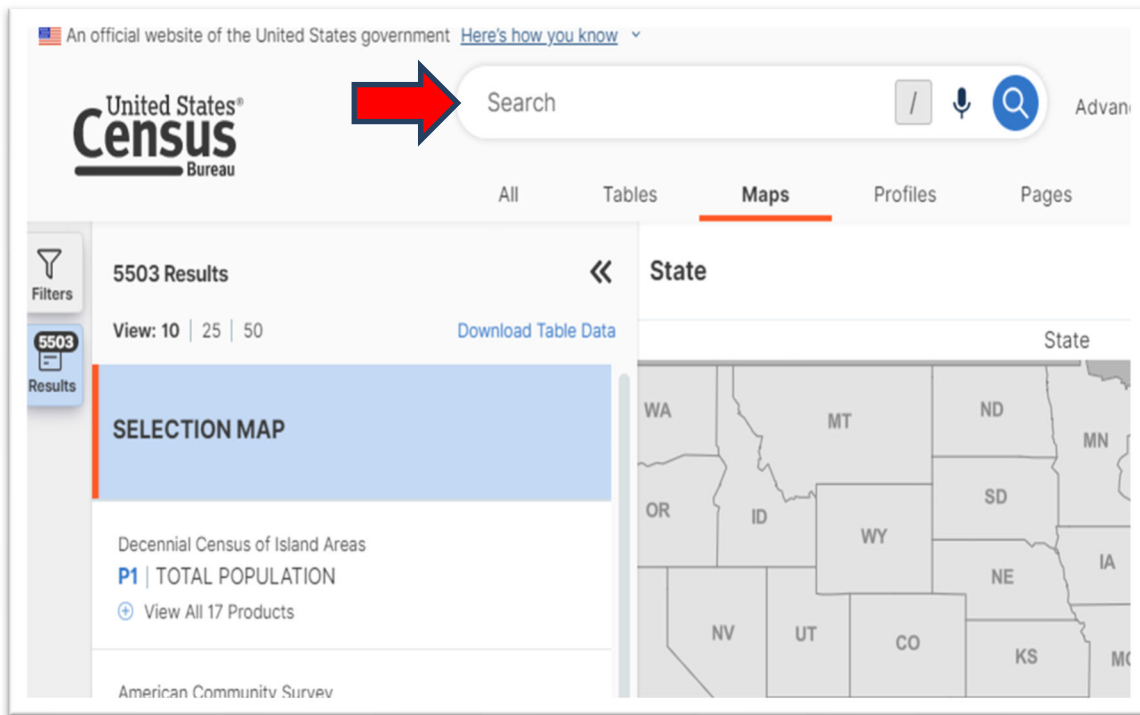 An official website of the United States government Here's how you know
United States®
Census
Bureau
Search
/
Advan
All Tables Maps Profiles Pages
Filters
5503
Results
5503 Results
View: 10 | 25 | 50
Download Table Data
SELECTION MAP
Decennial Census of Island Areas
P1 | TOTAL POPULATION
View All 17 Products
American Community Survey
State
State
WA
MT
ND
MN
OR
ID
WY
SD
IA
NE
NV
UT
CO
KS
MO